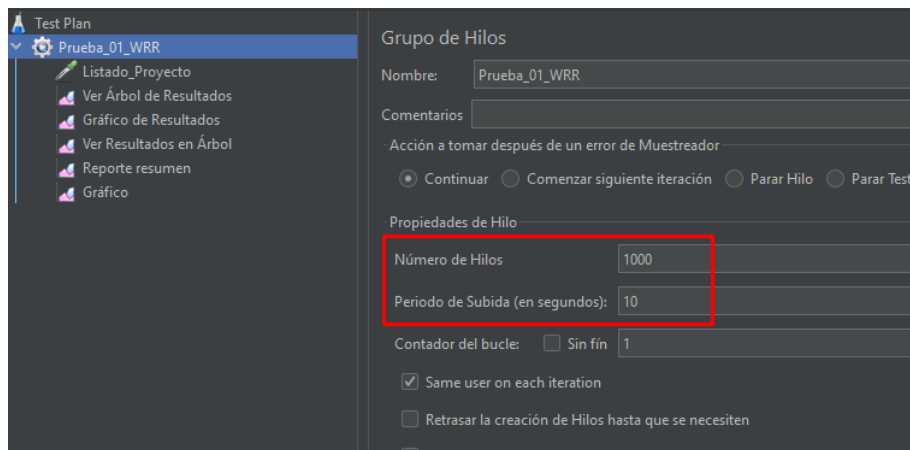 Test Plan
Prueba_01_WRR
Listado_Proyecto
Ver Árbol de Resultados
Gráfico de Resultados
Ver Resultados en Árbol
Reporte resumen
Gráfico
Grupo de Hilos
Nombre: Prueba_01_WRR
Comentarios
Acción a tomar después de un error de Muestreador
Continuar Comenzar siguiente iteración Parar Hilo Parar Test
Propiedades de Hilo
Número de Hilos 1000
Periodo de Subida (en segundos): 10
Contador del bucle: Sin fín 1
Same user on each iteration
Retrasar la creación de Hilos hasta que se necesiten